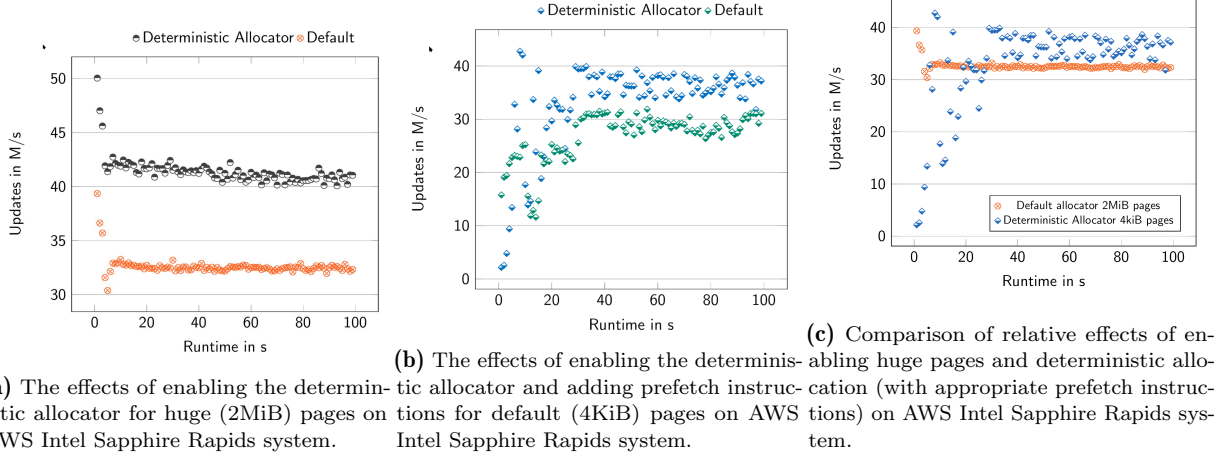 Deterministic Allocator Default
50
45
40
35
30
Updates in M/s
0 20 40 60 80 100
Runtime in s
) The effects of enabling the determin-
tic allocator for huge (2MiB) pages on
WS Intel Sapphire Rapids system.
Deterministic Allocator Default
40
30
20
10
0
Updates in M/s
0 20 40 60 80 100
Runtime in s
(b) The effects of enabling the determinis-
tic allocator and adding prefetch instruc-
tions for default (4KiB) pages on AWS
Intel Sapphire Rapids system.
40
30
20
10
0
Updates in M/s
Default allocator 2MiB pages
Deterministic Allocator 4kiB pages
0 20 40 60 80 100
Runtime in s
(c) Comparison of relative effects of en-
abling huge pages and deterministic allo-
cation (with appropriate prefetch instruc-
tions) on AWS Intel Sapphire Rapids sys-
tem.